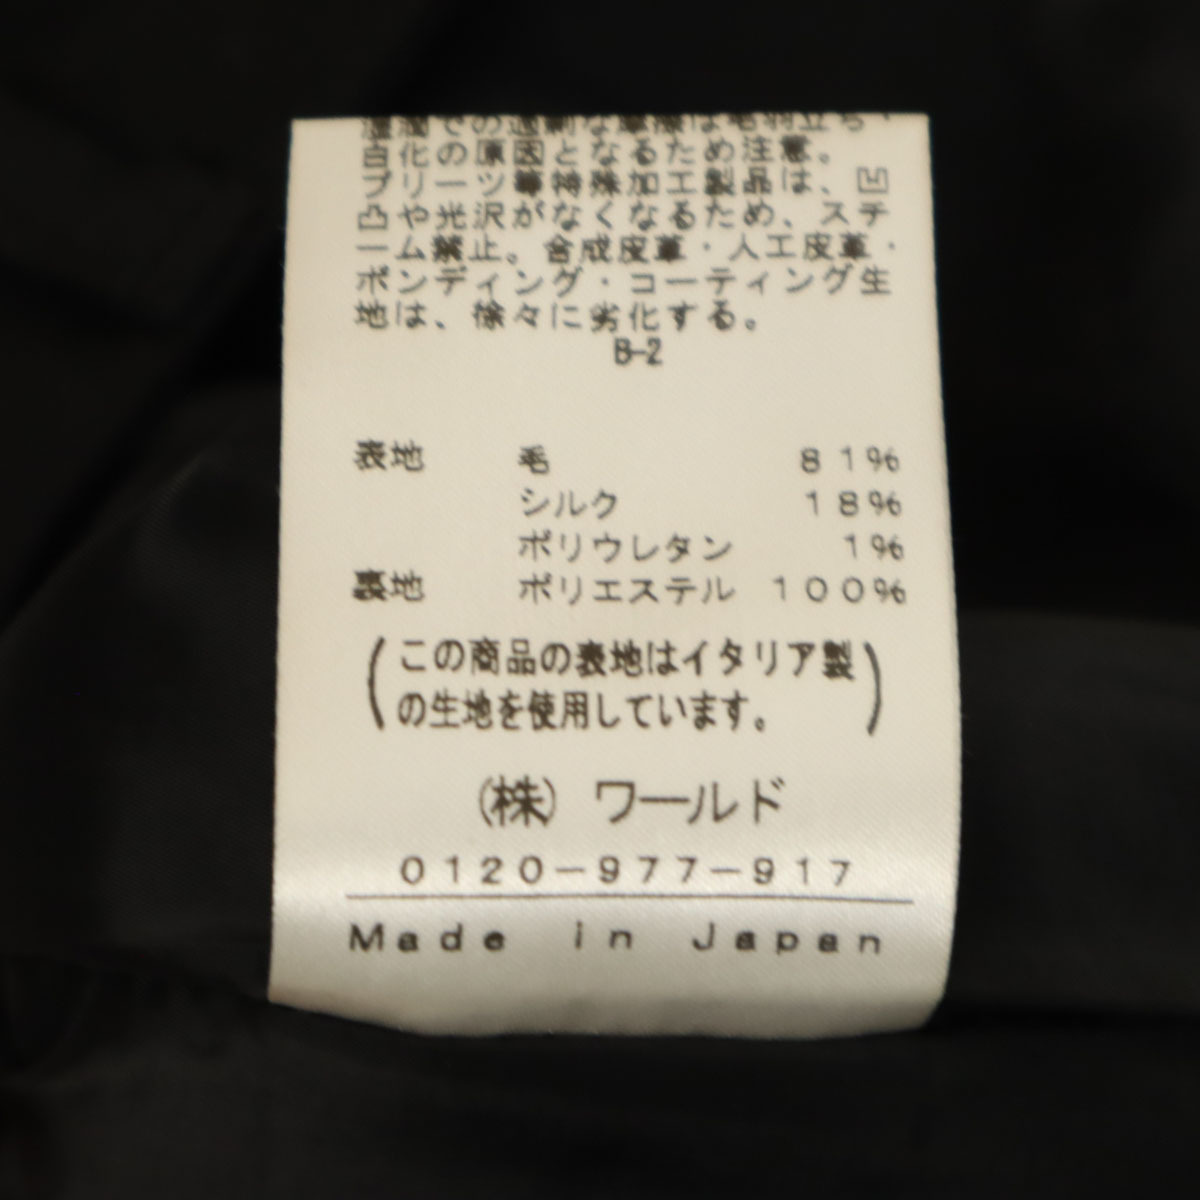 湿潤での過剰な摩擦は毛羽立ち・
白化の原因となるため注意。
プリーツ等特殊加工製品は、凹
凸や光沢がなくなるため、スチ
ーム禁止。合成皮革・人工皮革・
ボンディング・コーティング生
地は、徐々に劣化する。
B-2
表地 毛 81%
シルク 18%
ポリウレタン 1%
裏地 ポリエステル 100%
(この商品の表地はイタリア製
の生地を使用しています。)
(株) ワールド
0120-977-917
Made in Japan